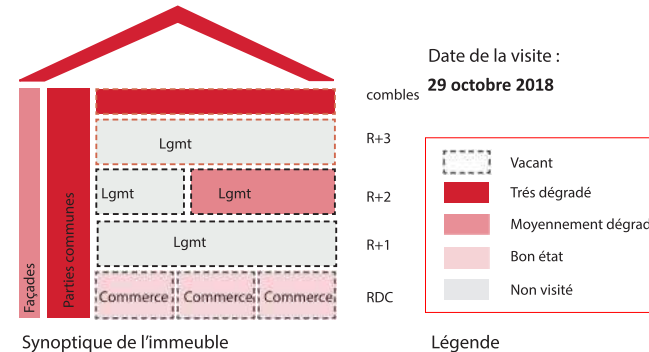 Date de la visite :
29 octobre 2018
combles
Lgmt
R+3
Lgmt
Lgmt
R+2
Lgmt
R+1
Commerce
Commerce
Commerce
RDC
Façades
Parties communes
Vacant
Trés dégradé
Moyennement dégrad
Bon état
Non visité
Synoptique de l'immeuble
Légende